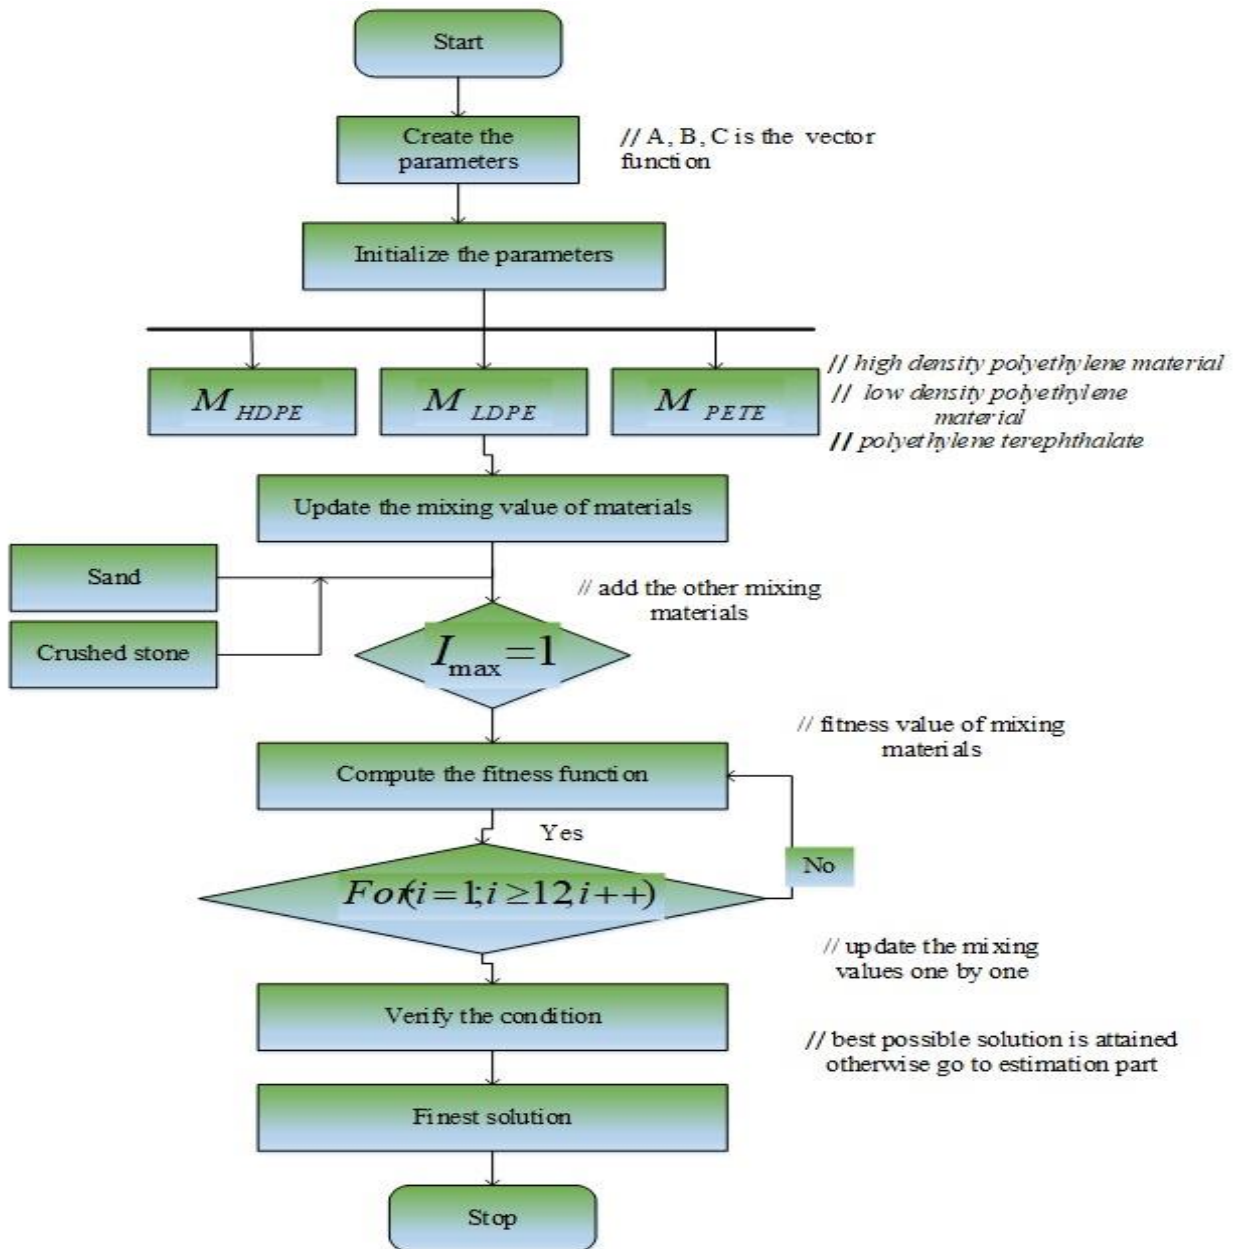 Start
Create the
parameters
// A, B, C is the vector
function
Initialize the parameters
M HDPE
M LDPE
M PETE
// high density polyethylene material
// low density polyethylene
material
// polyethylene terephthalate
Update the mixing value of materials
Sand
Crushed stone
// add the other mixing
materials
I max =1
// fitness value of mixing
materials
Compute the fitness function
Yes
No
For(i=1;i≥12,i++)
// update the mixing
values one by one
Verify the condition
// best possible solution is attained
otherwise go to estimation part
Finest solution
Stop